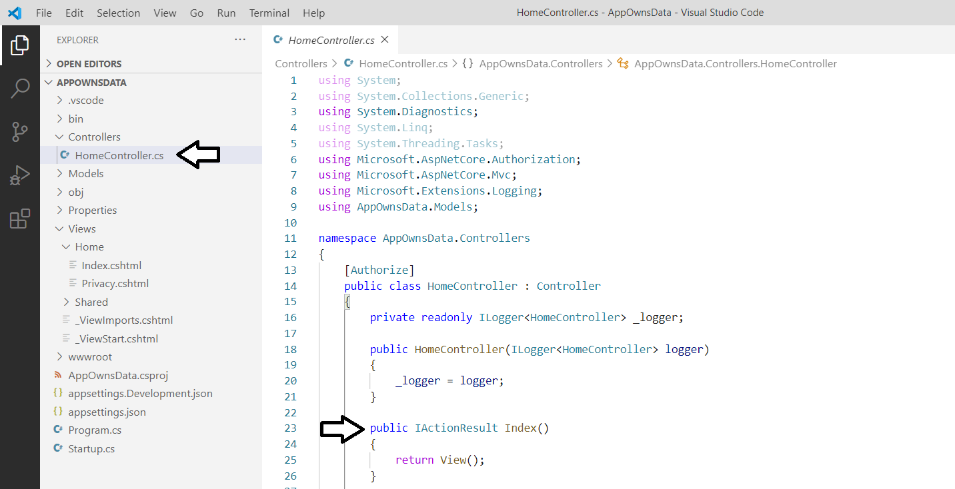 File Edit Selection View Go Run Terminal Help HomeController.cs - AppOwnsData - Visual Studio Code
EXPLORER ···
OPEN EDITORS
APPOWNSDATA
.vscode
bin
Controllers
HomeController.cs
Models
obj
Properties
Views
Home
Index.cshtml
Privacy.cshtml
Shared
_ViewImports.cshtml
_ViewStart.cshtml
wwwroot
AppOwnsData.csproj
appsettings.Development.json
appsettings.json
Program.cs
Startup.cs
HomeController.cs
Controllers > HomeController.cs > {} AppOwnsData.Controllers > AppOwnsData.Controllers.HomeController
1 using System;
2 using System.Collections.Generic;
3 using System.Diagnostics;
4 using System.Linq;
5 using System.Threading.Tasks;
6 using Microsoft.AspNetCore.Authorization;
7 using Microsoft.AspNetCore.Mvc;
8 using Microsoft.Extensions.Logging;
9 using AppOwnsData.Models;
10
11 namespace AppOwnsData.Controllers
12 {
13 [Authorize]
14 public class HomeController : Controller
15 {
16 private readonly ILogger<HomeController> _logger;
17
18 public HomeController(ILogger<HomeController> logger)
19 {
20 _logger = logger;
21 }
22
23 public IActionResult Index()
24 {
25 return View();
26 }